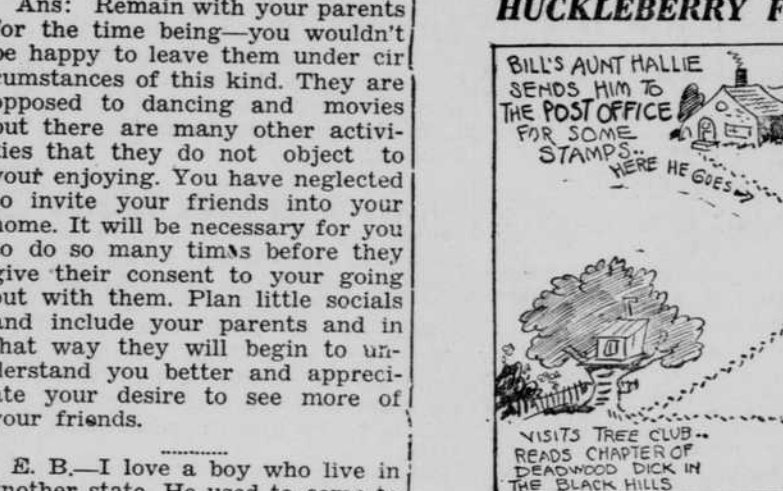 Ans: Remain with your parents
for the time being—you wouldn't
be happy to leave them under cir
cumstances of this kind. They are
opposed to dancing and movies
but there are many other activi-
ties that they do not object to
your enjoying. You have neglected
to invite your friends into your
home. It will be necessary for you
to do so many times before they
give their consent to your going
out with them. Plan little socials
and include your parents and in
that way they will begin to un-
derstand you better and appreci-
ate your desire to see more of
your friends.
E. B.—I love a boy who live in
another state. He used to come to
HUCKLEBERRY F
BILL'S AUNT HALLIE
SENDS HIM TO
THE POST OFFICE
FOR SOME
STAMPS..
HERE HE GOES
VISITS TREE CLUB..
READS CHAPTER OF
DEADWOOD DICK IN
THE BLACK HILLS